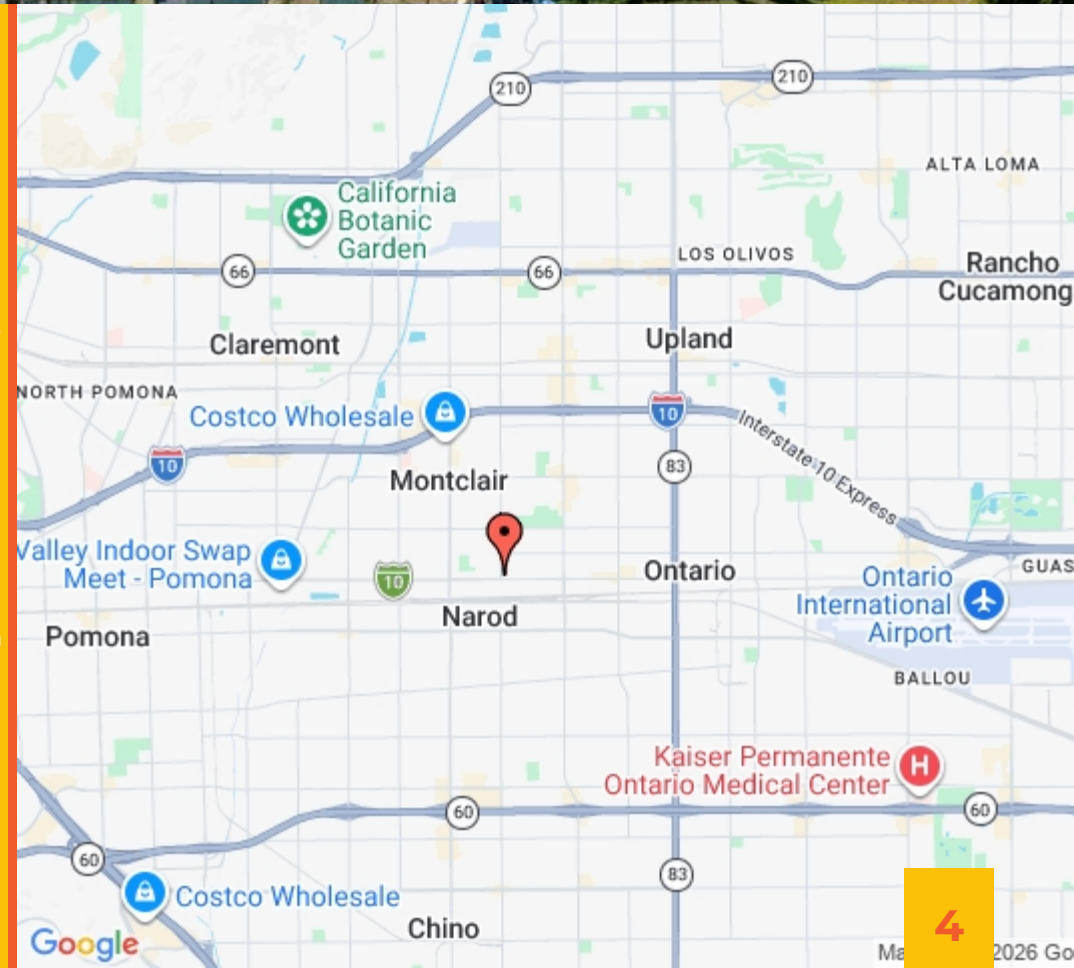 210
210
ALTA LOMA
California
Botanic
Garden
LOS OLIVOS
66
66
Rancho
Cucamong
Claremont
Upland
NORTH POMONA
Costco Wholesale
10
10
Interstate 10 Express
83
Montclair
Valley Indoor Swap
Meet - Pomona
10
Ontario
GUAS
Ontario
International
Airport
Narod
Pomona
BALLOU
Kaiser Permanente
Ontario Medical Center
H
60
60
60
83
Costco Wholesale
Chino
Google
4
Ma
2026 Go